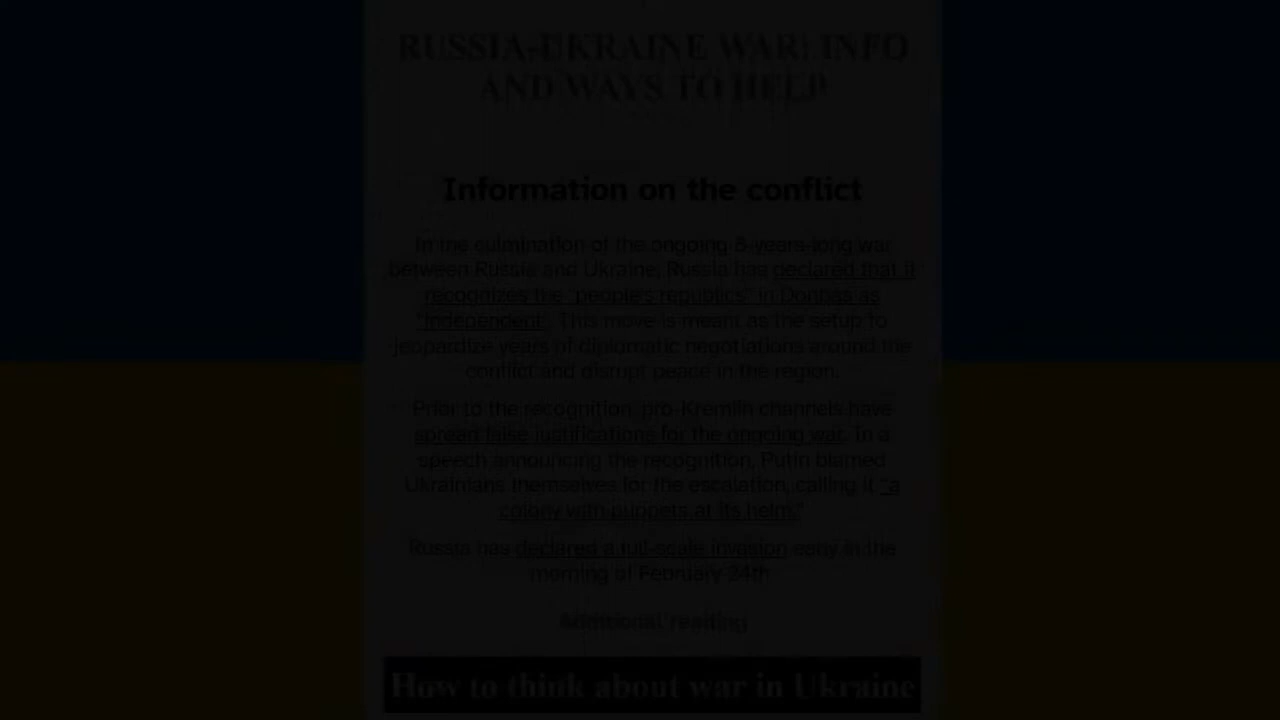 RUSSIA-UKRAINE WAR: INFO
AND WAYS TO HELP
Information on the conflict
In the culmination of the ongoing 8-years-long war
between Russia and Ukraine, Russia has declared that it
recognizes the "people's republics" in Donbas as
"independent". This move is meant as the setup to
jeopardize years of diplomatic negotiations around the
conflict and disrupt peace in the region.
Prior to the recognition, pro-Kremlin channels have
spread false justifications for the ongoing war. In a
speech announcing the recognition, Putin blamed
Ukrainians themselves for the escalation, calling it "a
colony with puppets at its helm."
Russia has declared a full-scale invasion early in the
morning of February 24th
Additional reading
How to think about war in Ukraine